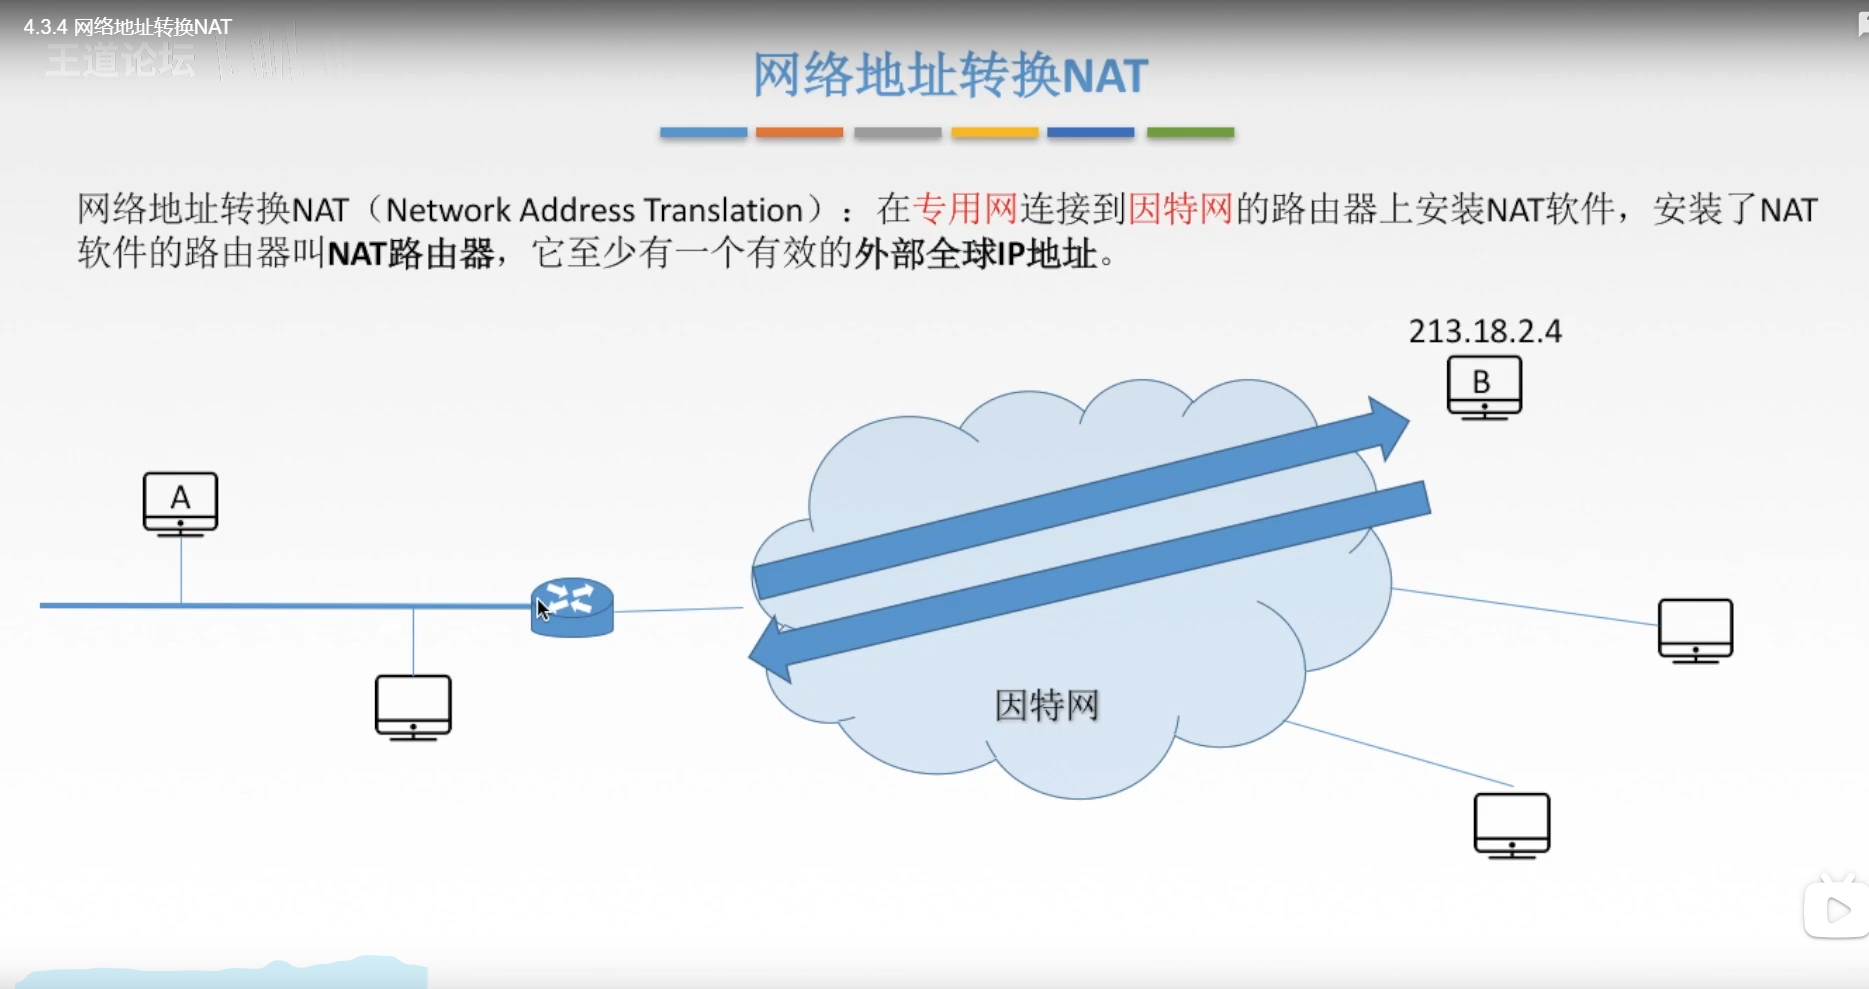 4.3.4 网络地址转换NAT
王道论坛
网络地址转换NAT
网络地址转换NAT（Network Address Translation）：在专用网连接到因特网的路由器上安装NAT软件，安装了NAT
软件的路由器叫NAT路由器，它至少有一个有效的外部全球IP地址。
213.18.2.4
B
A
因特网